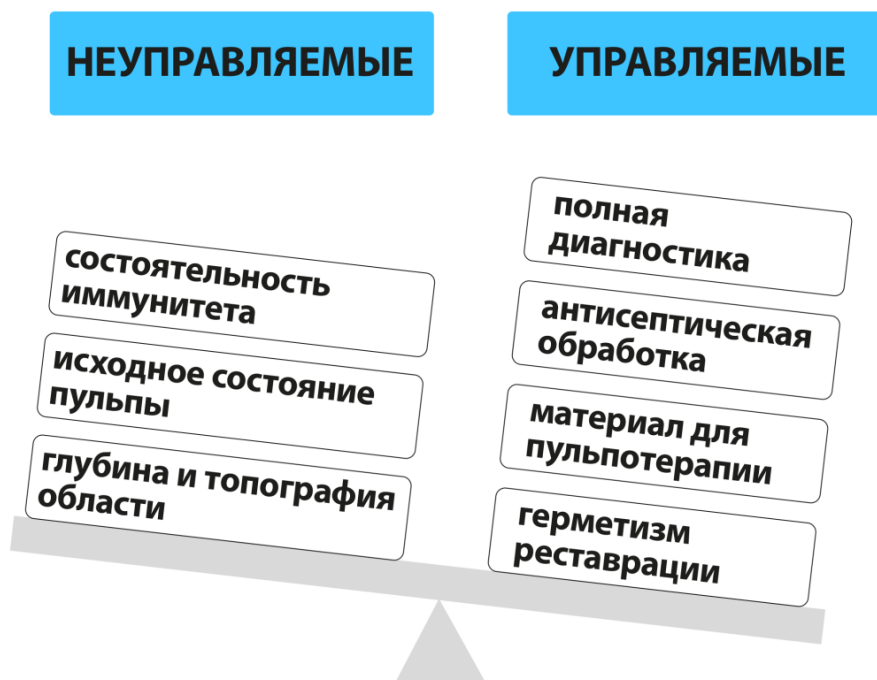 НЕУПРАВЛЯЕМЫЕ
УПРАВЛЯЕМЫЕ
состоятельность
иммунитета
исходное состояние
пульпы
глубина и топография
области
полная
диагностика
антисептическая
обработка
материал для
пульпотерапии
герметизм
реставрации